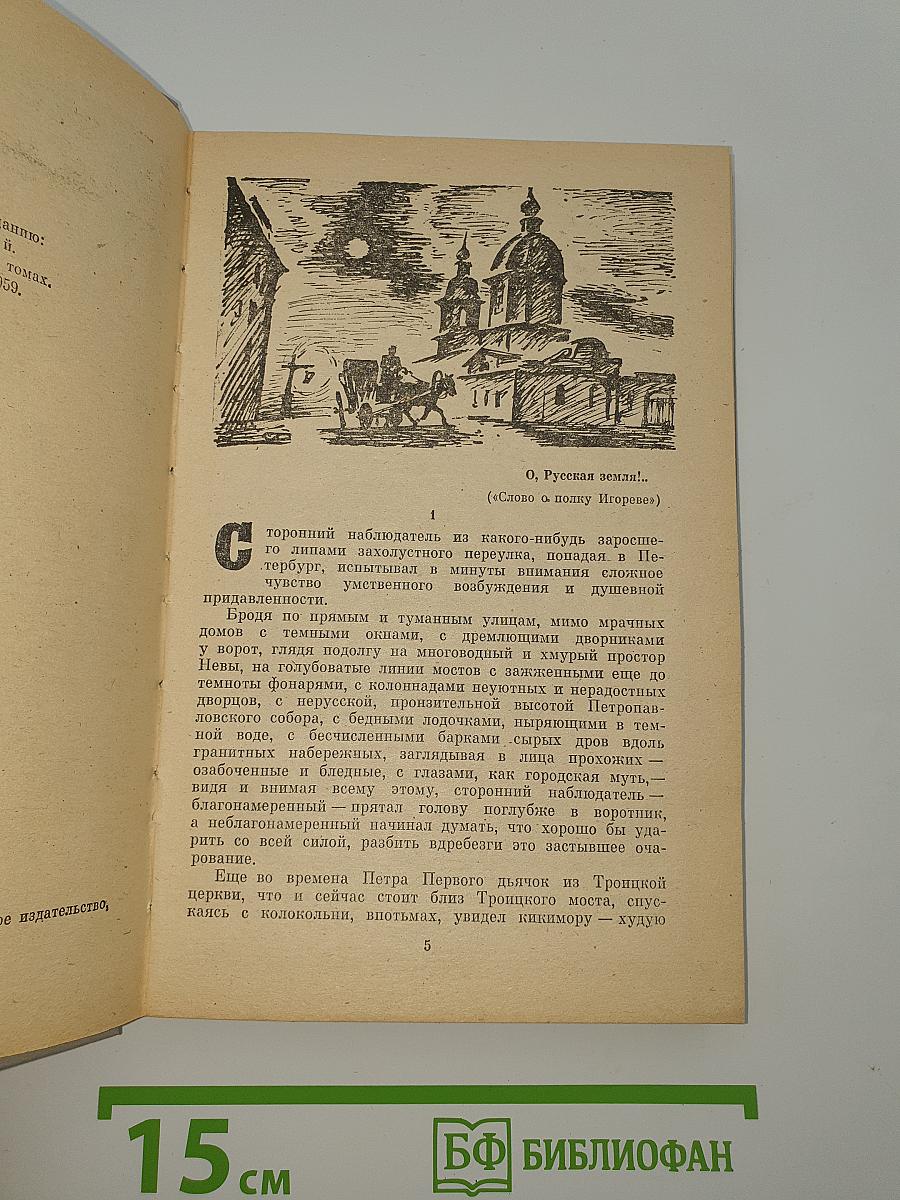 данию:
й.
томах.
959.
ое издательство,
О, Русская земля!..
(«Слово о полку Игореве»)
1
Сторонний наблюдатель из какого-нибудь заросше-
го липами захолустного переулка, попадая в Пе-
тербург, испытывал в минуты внимания сложное
чувство умственного возбуждения и душевной
придавленности.
Бродя по прямым и туманным улицам, мимо мрачных
домов с темными окнами, с дремлющими дворниками
у ворот, глядя подолгу на многоводный и хмурый простор
Невы, на голубоватые линии мостов с зажженными еще до
темноты фонарями, с колоннадами неуютных и нерадостных
дворцов, с нерусской, пронзительной высотой Петропав-
ловского собора, с бедными лодочками, ныряющими в тем-
ной воде, с бесчисленными барками сырых дров вдоль
гранитных набережных, заглядывая в лица прохожих —
озабоченные и бледные, с глазами, как городская муть,—
видя и внимая всему этому, сторонний наблюдатель —
благонамеренный — прятал голову поглубже в воротник,
а неблагонамеренный начинал думать, что хорошо бы уда-
рить со всей силой, разбить вдребезги это застывшее оча-
рование.
Еще во времена Петра Первого дьячок из Троицкой
церкви, что и сейчас стоит близ Троицкого моста, спус-
каясь с колокольни, впотьмах, увидел кикимору — худую
5
15 см
БФ БИБЛИОФАН